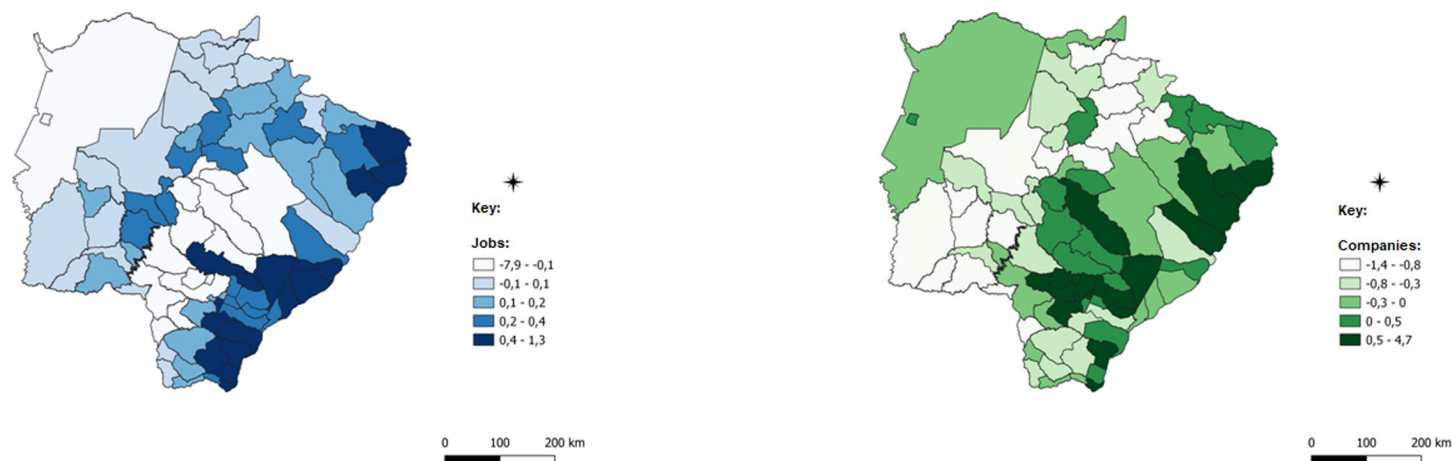 Key:
Jobs:
-7,9 - -0,1
-0,1 - 0,1
0,1 - 0,2
0,2 - 0,4
0,4 - 1,3
0 100 200 km
Key:
Companies:
-1,4 - -0,8
-0,8 - -0,3
-0,3 - 0
0 - 0,5
0,5 - 4,7
0 100 200 km